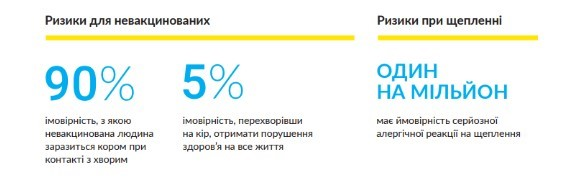 Ризики для невакцинованих
Ризики при щепленні
90%
імовірність, з якою
невакцинована людина
заразиться кором при
контакті з хворим
5%
імовірність, перехворівши
на кір, отримати порушення
здоров'я на все життя
ОДИН
НА МІЛЬЙОН
має ймовірність серйозної
алергічної реакції на щеплення